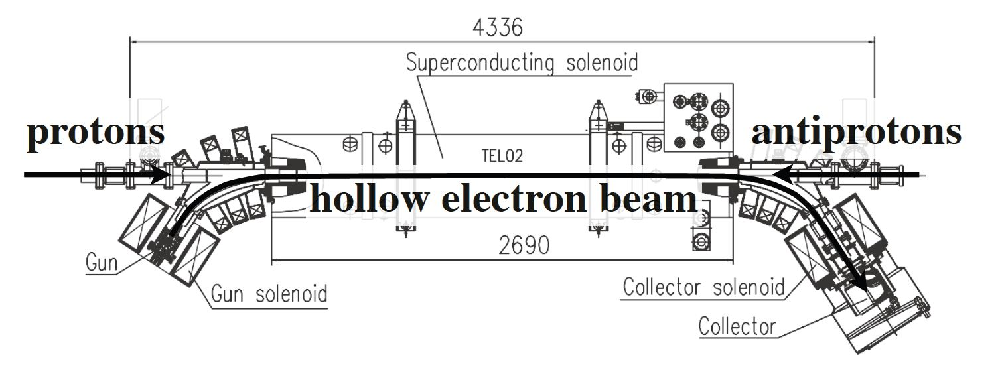 4336
Superconducting solenoid
protons
antiprotons
TEL02
hollow electron beam
2690
Gun
Gun solenoid
Collector solenoid
Collector